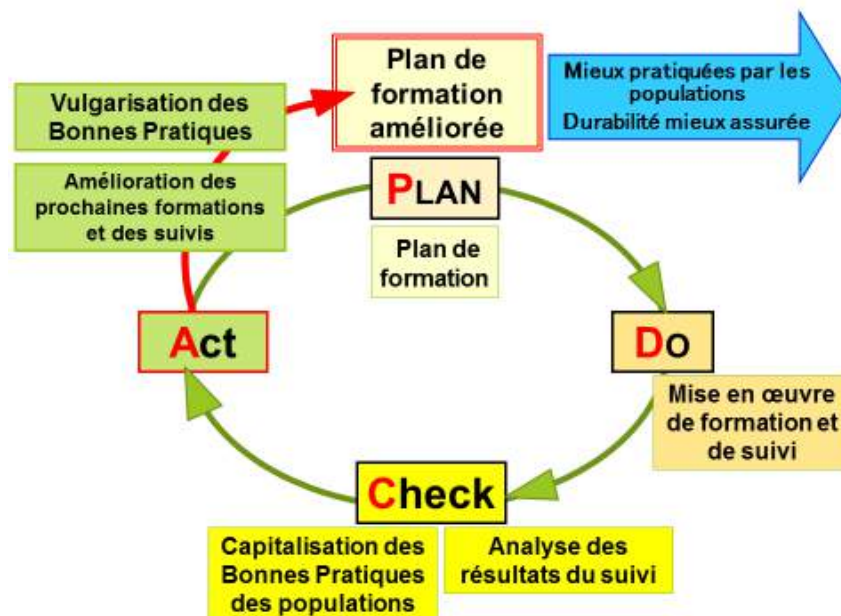 Plan de
formation
améliorée
Mieux pratiquées par les
populations
Durabilité mieux assurée
Vulgarisation des
Bonnes Pratiques
Amélioration des
prochaines formations
et des suivis
PLAN
Plan de
formation
Act
DO
Mise en œuvre
de formation et
de suivi
Check
Capitalisation des
Bonnes Pratiques
des populations
Analyse des
résultats du suivi